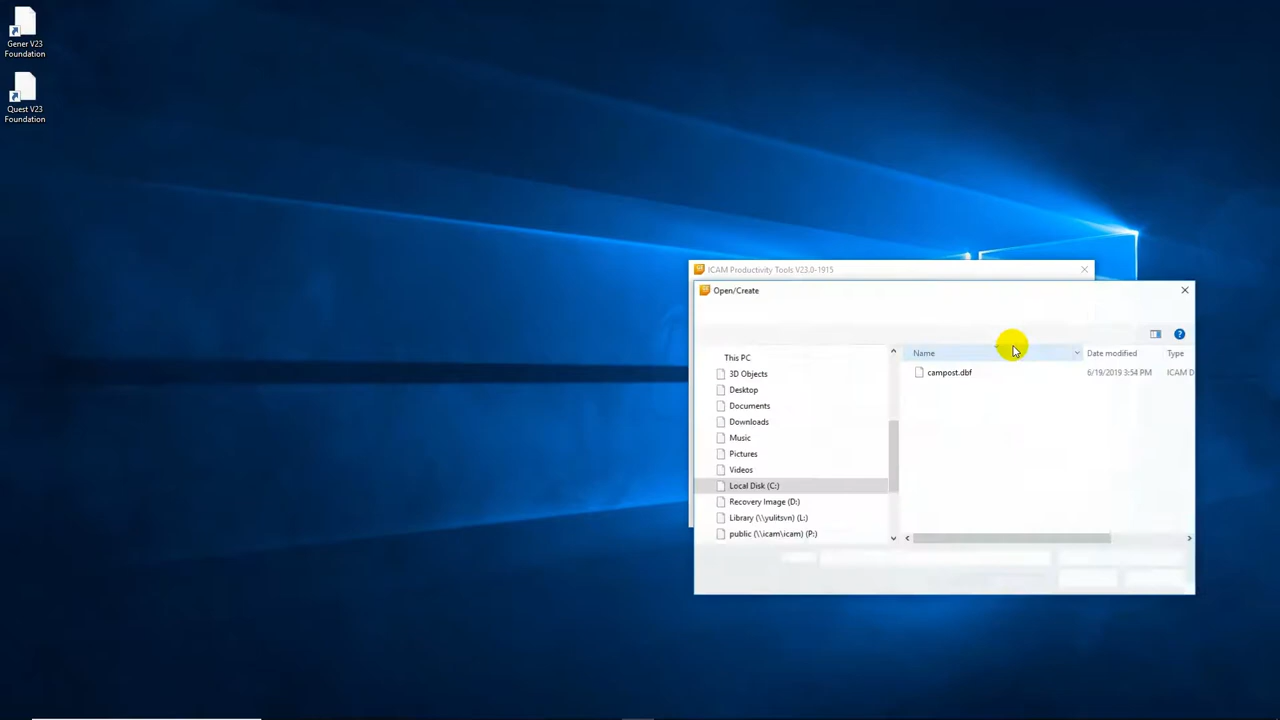 Gener V23
Foundation
Quest V23
Foundation
ICAM Productivity Tools V23.0-1915
Open/Create
This PC
3D Objects
Desktop
Documents
Downloads
Music
Pictures
Videos
Local Disk (C:)
Recovery Image (D:)
Library (\\yulitsvn) (L:)
public (\\icam\icam) (P:)
Name
Date modified
Type
campost.dbf
6/19/2019 3:54 PM
ICAM D